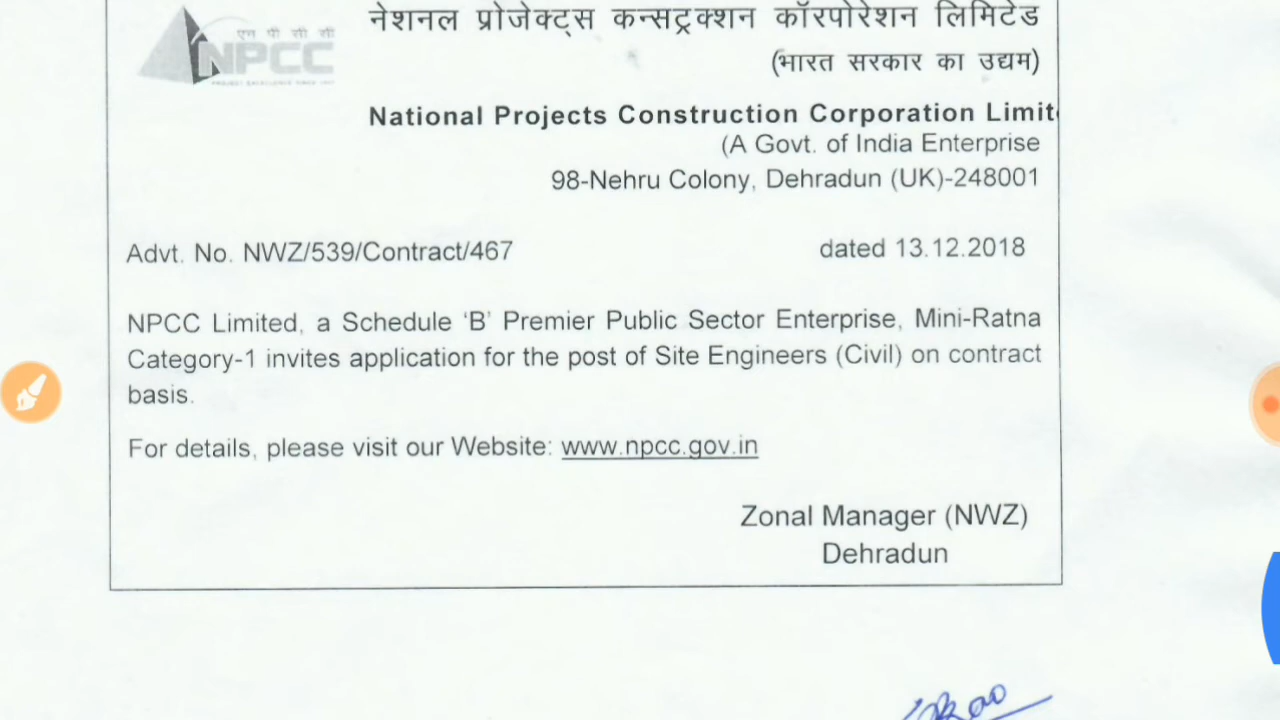 नेशनल प्रोजेक्ट्स कन्सट्रक्शन कॉरपोरेशन लिमिटेड
एन पी सी सी
NPCC
(भारत सरकार का उद्यम)
National Projects Construction Corporation Limit
(A Govt. of India Enterprise
98-Nehru Colony, Dehradun (UK)-248001
Advt. No. NWZ/539/Contract/467 dated 13.12.2018
NPCC Limited, a Schedule ‘B’ Premier Public Sector Enterprise, Mini-Ratna
Category-1 invites application for the post of Site Engineers (Civil) on contract
basis.
For details, please visit our Website: www.npcc.gov.in
Zonal Manager (NWZ)
Dehradun